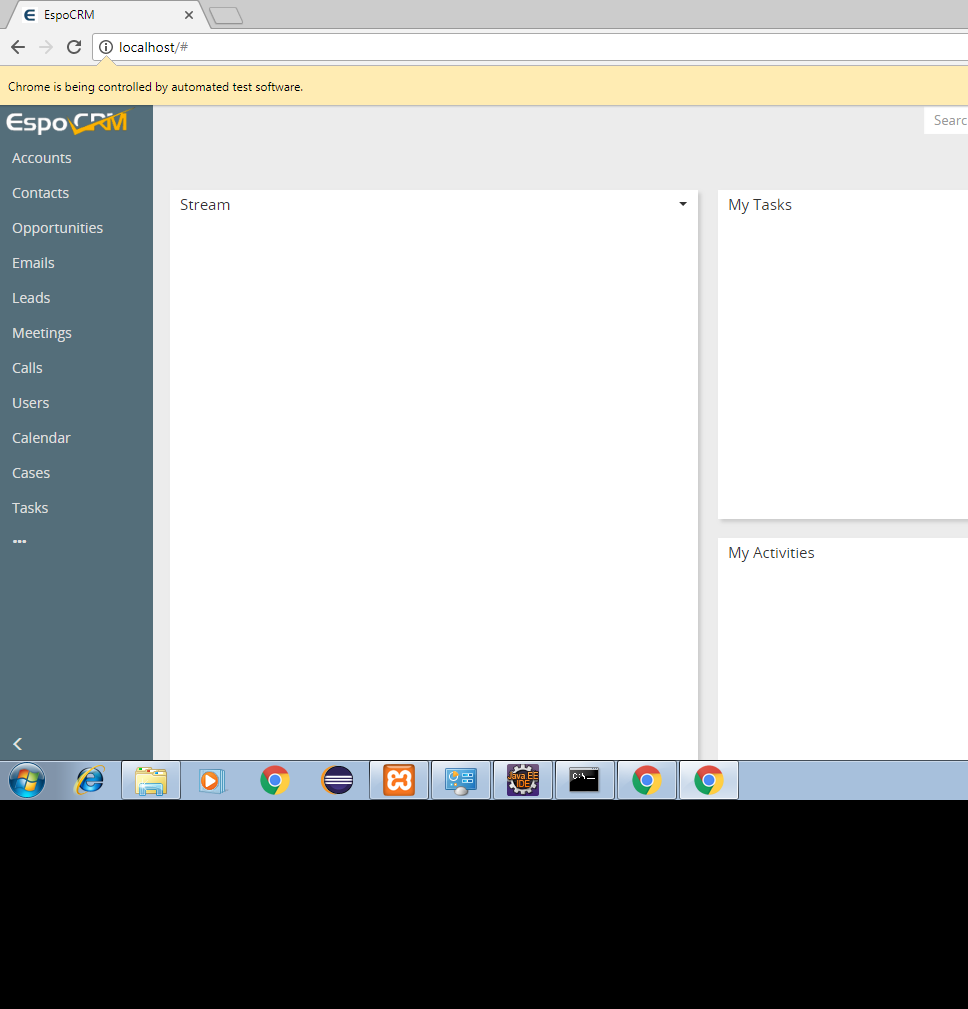 EspoCRM
localhost/#
Chrome is being controlled by automated test software.
EspoCRM
Searc
Accounts
Contacts
Opportunities
Emails
Leads
Meetings
Calls
Users
Calendar
Cases
Tasks
...
Stream
My Tasks
My Activities
Java EE
IDE
C:\_